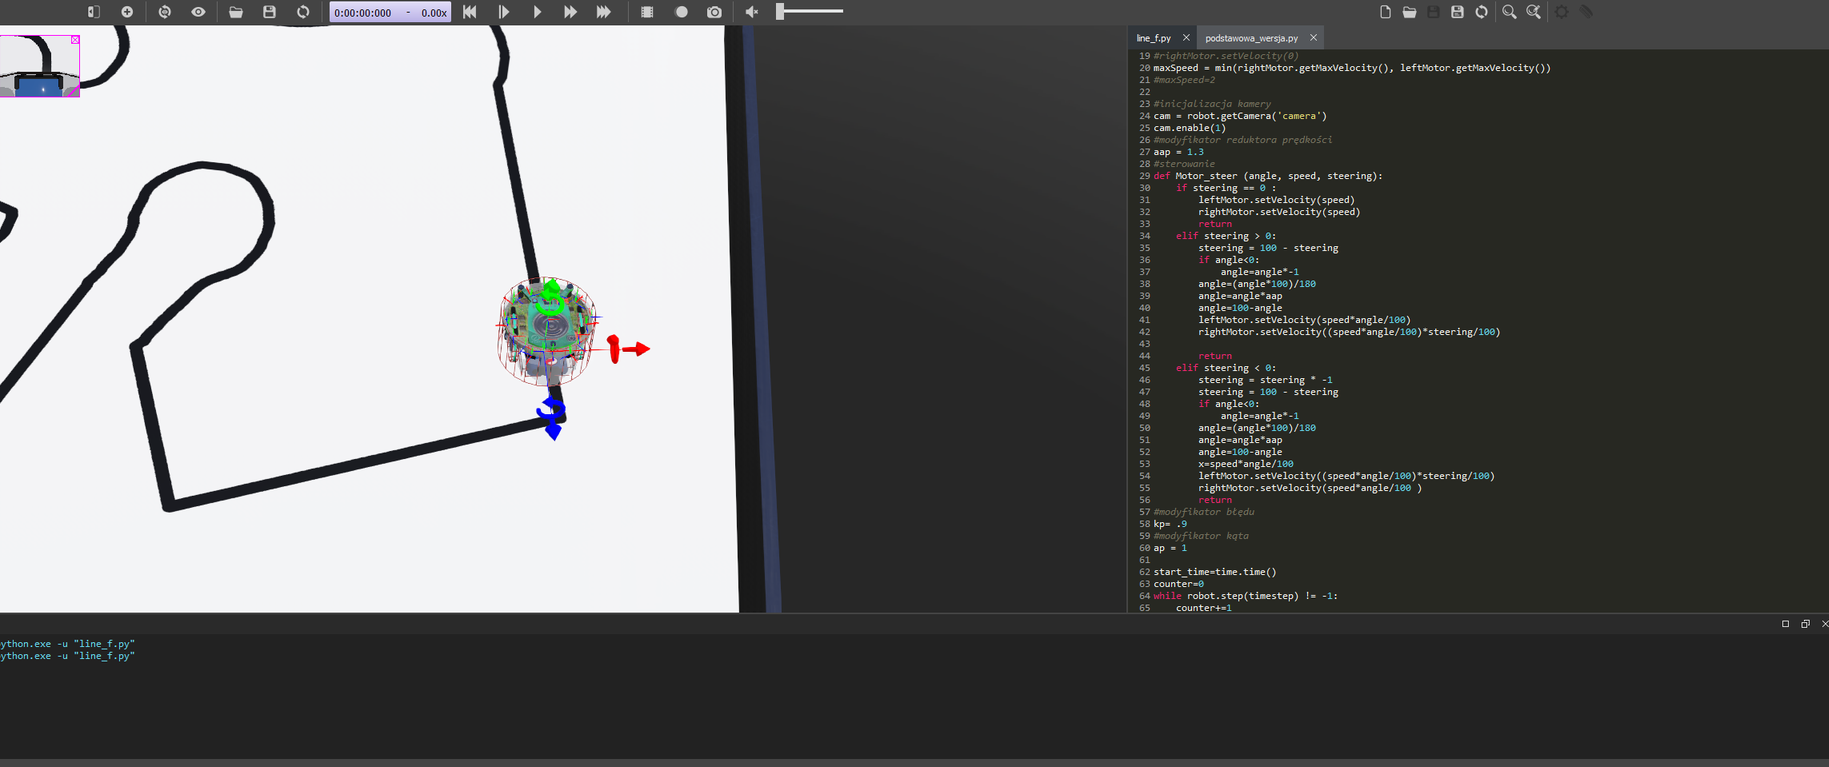 0:00:00:000 - 0.00x
line_f.py podstawowa_wersja.py
19 #rightMotor.setVelocity(0)
20 maxSpeed = min(rightMotor.getMaxVelocity(), leftMotor.getMaxVelocity())
21 #maxSpeed=2
22
23 #inicjalizacja kamery
24 cam = robot.getCamera('camera')
25 cam.enable(1)
26 #modyfikator reduktora prędkości
27 aap = 1.3
28 #sterowanie
29 def Motor_steer (angle, speed, steering):
30 if steering == 0 :
31 leftMotor.setVelocity(speed)
32 rightMotor.setVelocity(speed)
33 return
34 elif steering > 0:
35 steering = 100 - steering
36 if angle<0:
37 angle=angle*-1
38 angle=(angle*100)/180
39 angle=angle*aap
40 angle=100-angle
41 leftMotor.setVelocity(speed*angle/100)
42 rightMotor.setVelocity((speed*angle/100)*steering/100)
43
44 return
45 elif steering < 0:
46 steering = steering * -1
47 steering = 100 - steering
48 if angle<0:
49 angle=angle*-1
50 angle=(angle*100)/180
51 angle=angle*aap
52 angle=100-angle
53 x=speed*angle/100
54 leftMotor.setVelocity((speed*angle/100)*steering/100)
55 rightMotor.setVelocity(speed*angle/100 )
56 return
57 #modyfikator błędu
58 kp= .9
59 #modyfikator kąta
60 ap = 1
61
62 start_time=time.time()
63 counter=0
64 while robot.step(timestep) != -1:
65 counter+=1
ython.exe -u "line_f.py"
ython.exe -u "line_f.py"